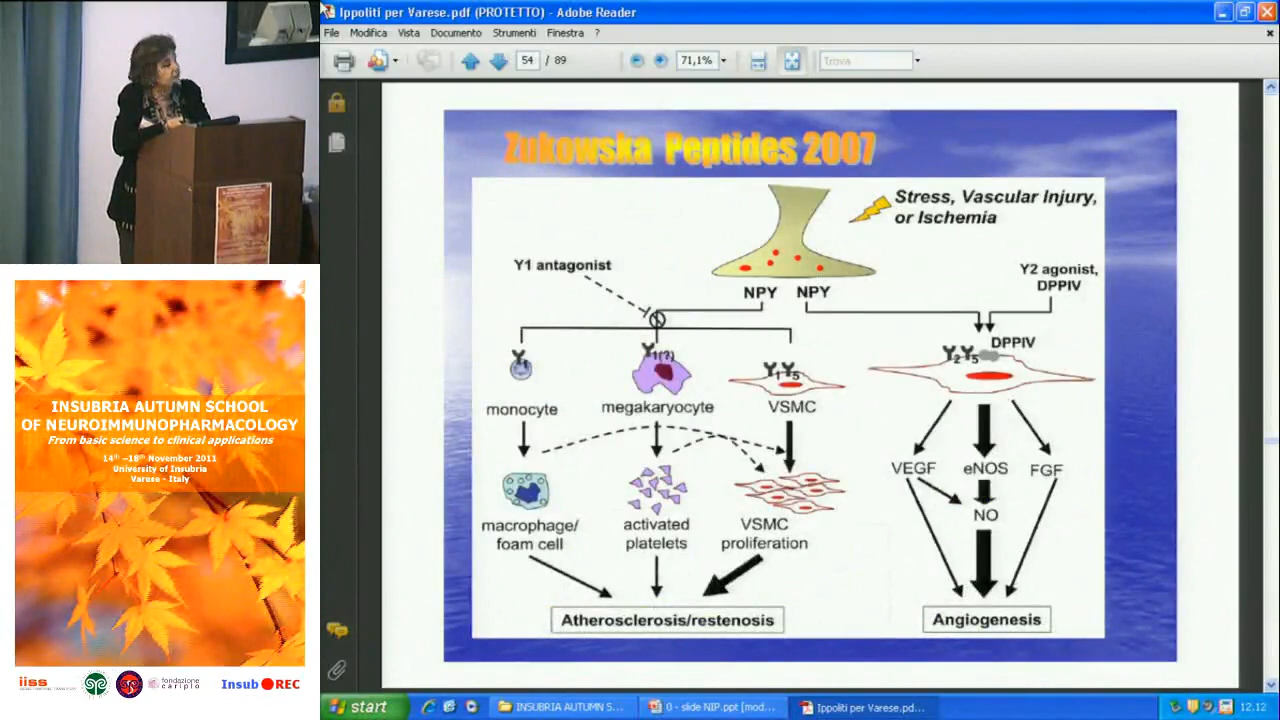 Ippoliti per Varese.pdf (PROTETTO) - Adobe Reader
File Modifica Vista Documento Strumenti Finestra ?
54 / 89 71,1% Trova
Zukowska Peptides 2007
Stress, Vascular Injury,
or Ischemia
Y1 antagonist
Y2 agonist,
DPPIV
NPY NPY
DPPIV
Y1 Y1(?) Y1Y5 Y2Y5
monocyte megakaryocyte VSMC
VEGF eNOS FGF
NO
macrophage/
foam cell
activated
platelets
VSMC
proliferation
Atherosclerosis/restenosis
Angiogenesis
INSUBRIA AUTUMN SCHOOL
OF NEUROIMMUNOPHARMACOLOGY
From basic science to clinical applications
14th –18th November 2011
University of Insubria
Varese - Italy
iiss
fondazione
cariplo
Insub REC
start
INSUBRIA AUTUMN S...
0 - slide NIP.ppt [mod...
Ippoliti per Varese.pd...
12.12